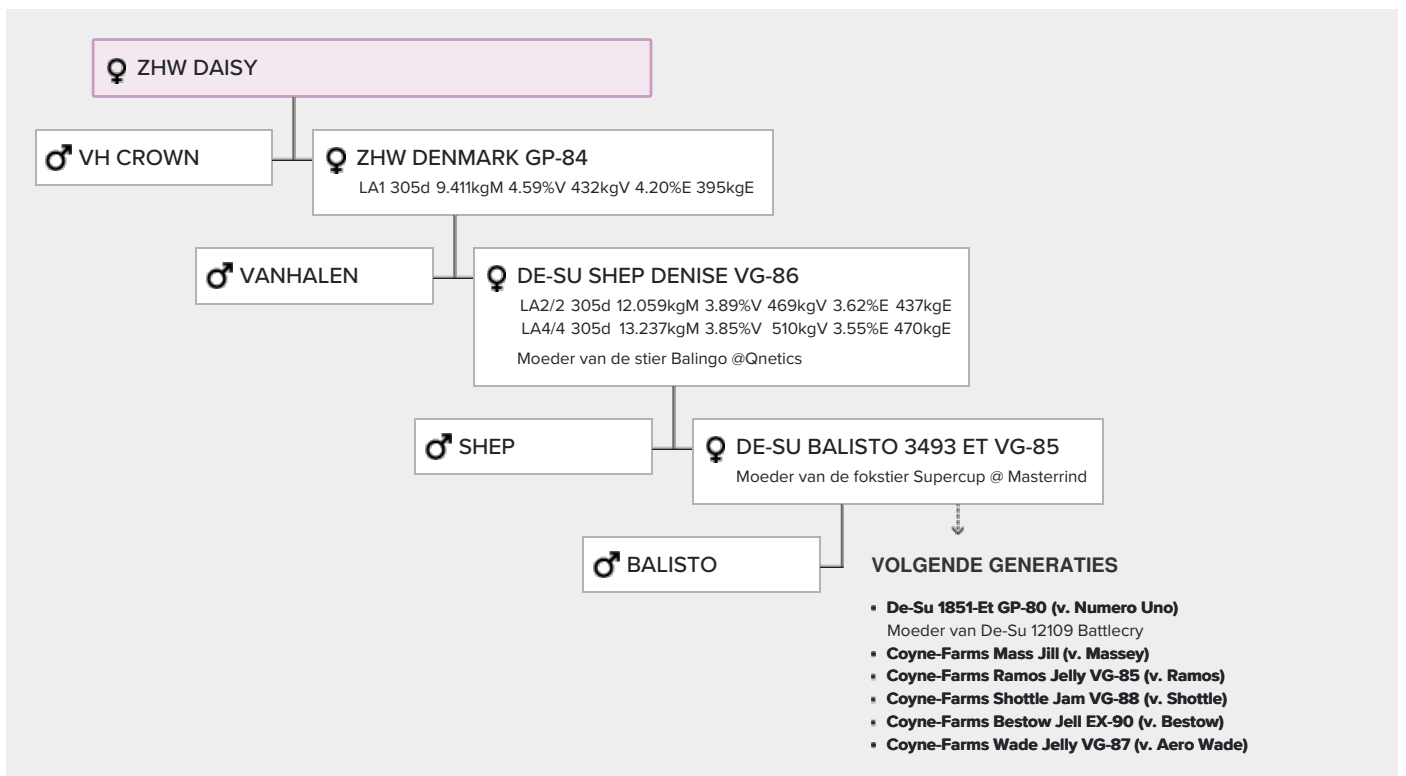 ZHW DAISY
VH CROWN
ZHW DENMARK GP-84
LA1 305d 9.411kgM 4.59%V 432kgV 4.20%E 395kgE
VANHALEN
DE-SU SHEP DENISE VG-86
LA2/2 305d 12.059kgM 3.89%V 469kgV 3.62%E 437kgE
LA4/4 305d 13.237kgM 3.85%V 510kgV 3.55%E 470kgE
Moeder van de stier Balingo @Qnetics
SHEP
DE-SU BALISTO 3493 ET VG-85
Moeder van de fokstier Supercup @ Masterrind
BALISTO
VOLGENDE GENERATIES
• De-Su 1851-Et GP-80 (v. Numero Uno)
Moeder van De-Su 12109 Battlecry
• Coyne-Farms Mass Jill (v. Massey)
• Coyne-Farms Ramos Jelly VG-85 (v. Ramos)
• Coyne-Farms Shottle Jam VG-88 (v. Shottle)
• Coyne-Farms Bestow Jell EX-90 (v. Bestow)
• Coyne-Farms Wade Jelly VG-87 (v. Aero Wade)